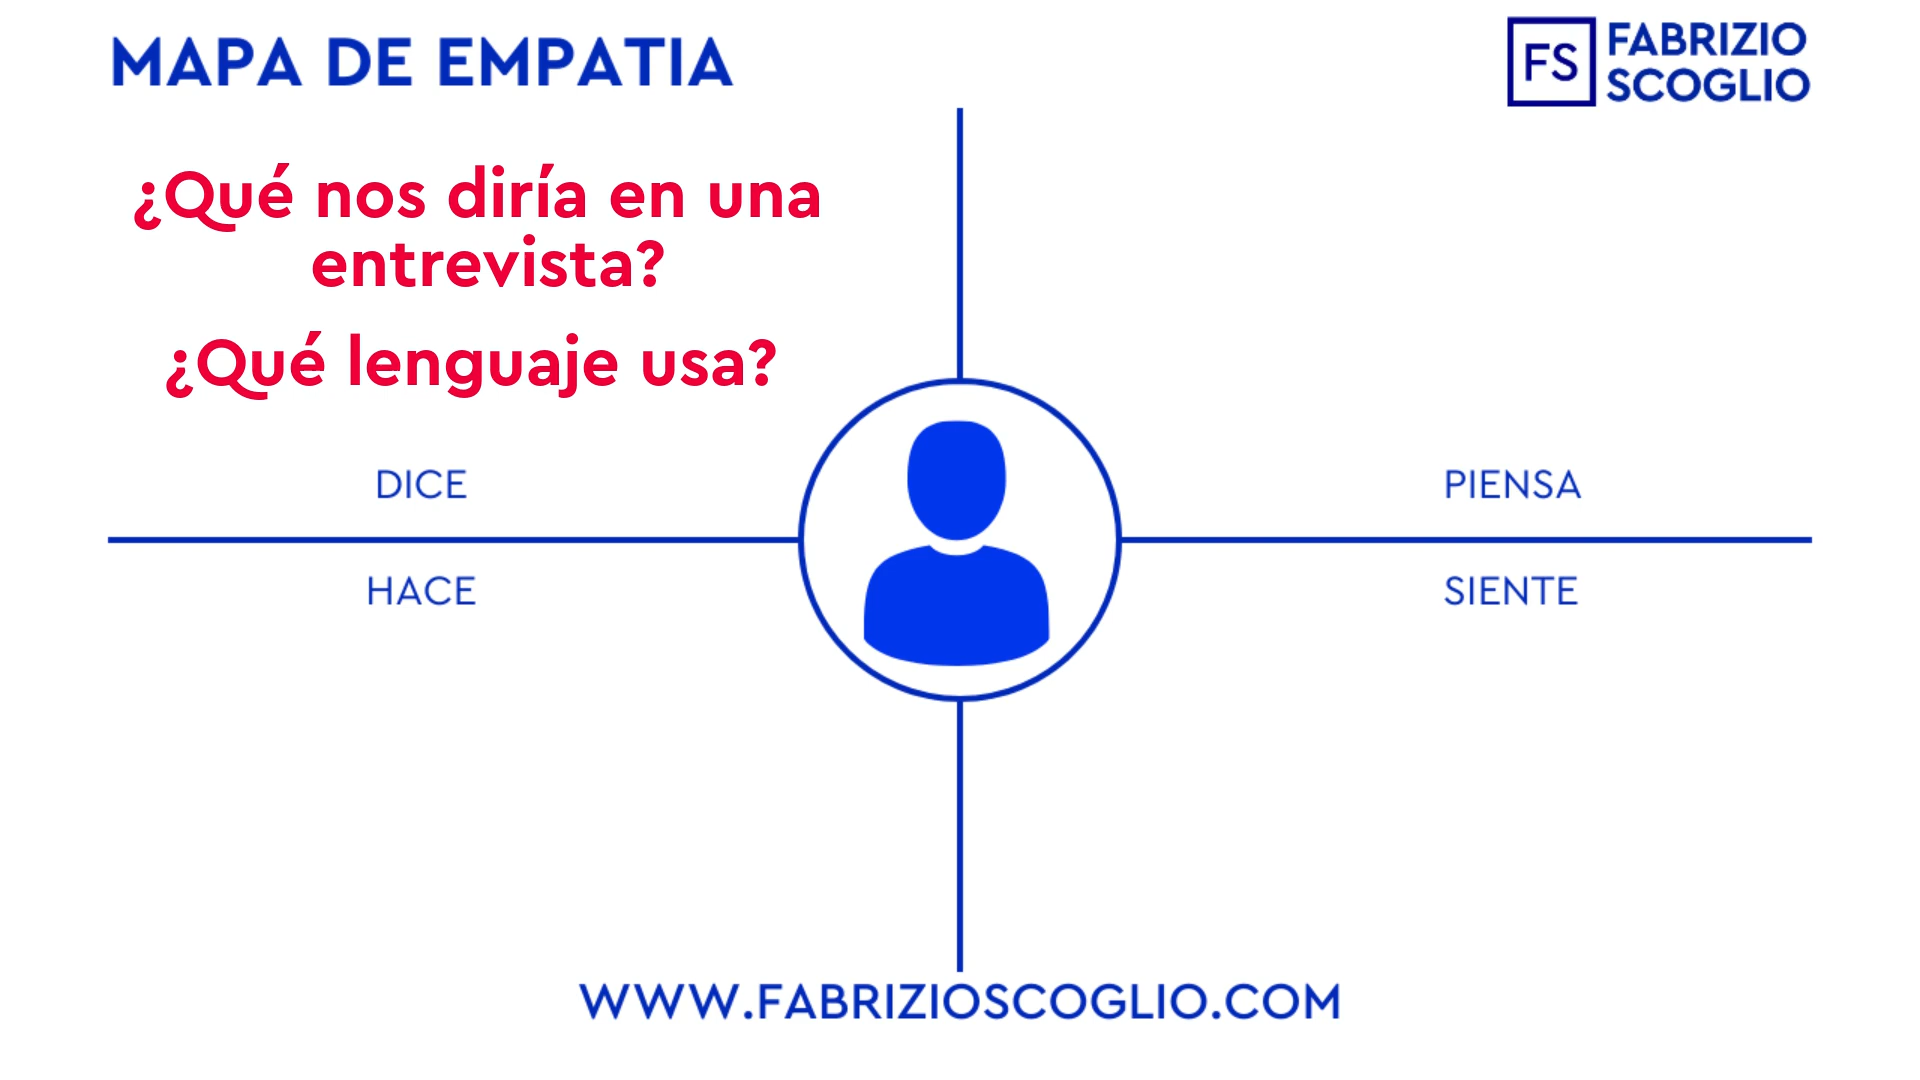 MAPA DE EMPATIA
FS
FABRIZIO
SCOGLIO
¿Qué nos diría en una
entrevista?
¿Qué lenguaje usa?
DICE
PIENSA
HACE
SIENTE
WWW.FABRIZIOSCOGLIO.COM